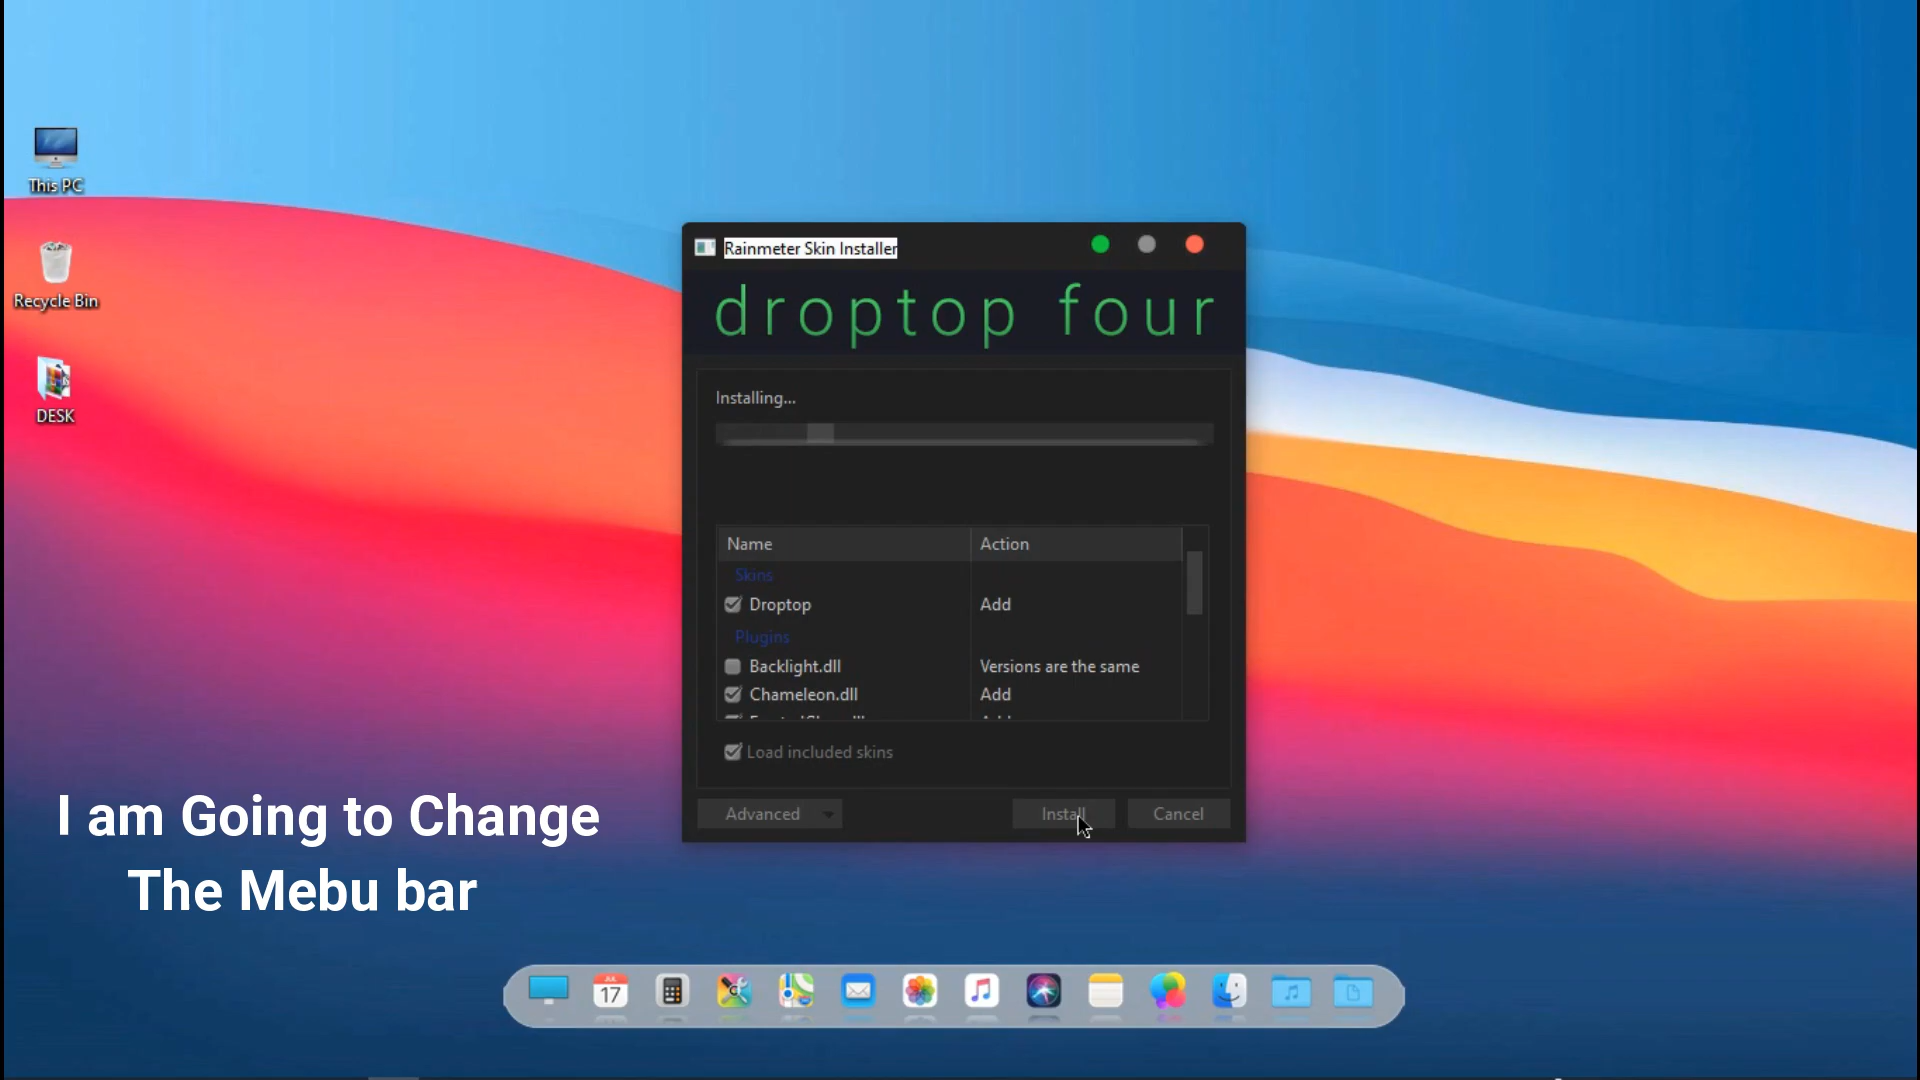 This PC
Recycle Bin
DESK
Rainmeter Skin Installer
droptop four
Installing...
Name Action
Skins
Droptop Add
Plugins
Backlight.dll Versions are the same
Chameleon.dll Add
Load included skins
Advanced Install Cancel
I am Going to Change
The Mebu bar
JUL
17